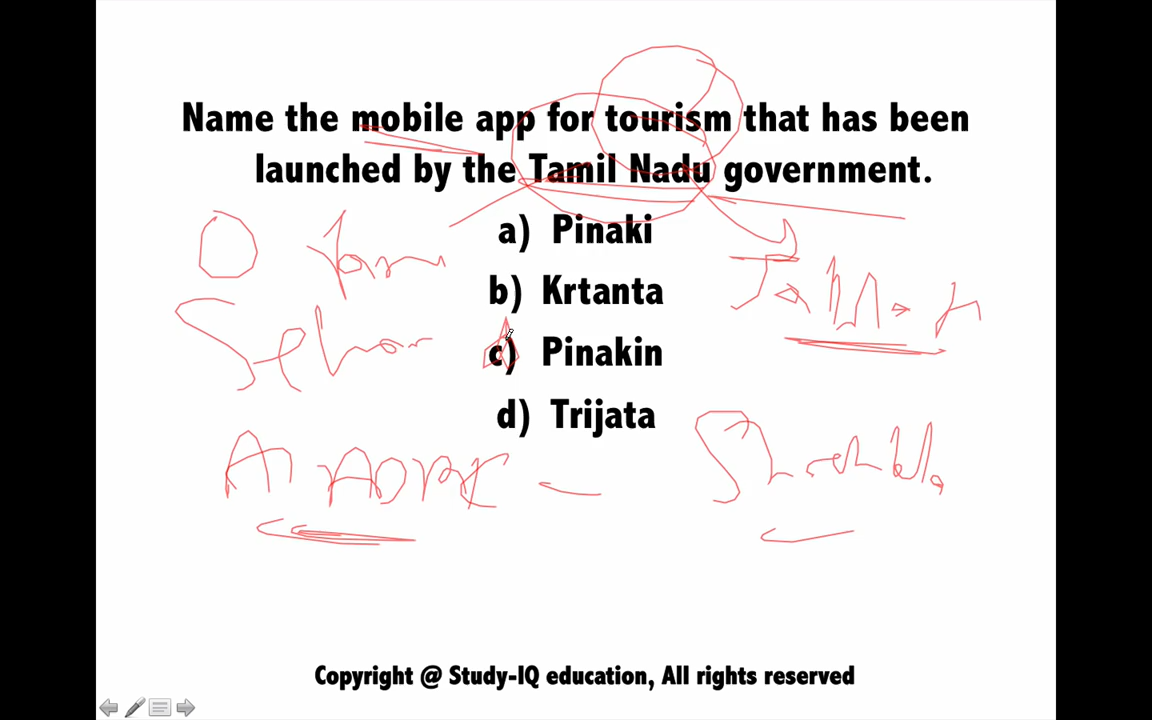 Name the mobile app for tourism that has been
launched by the Tamil Nadu government.
a) Pinaki
b) Krtanta
c) Pinakin
d) Trijata
Copyright @ Study-IQ education, All rights reserved